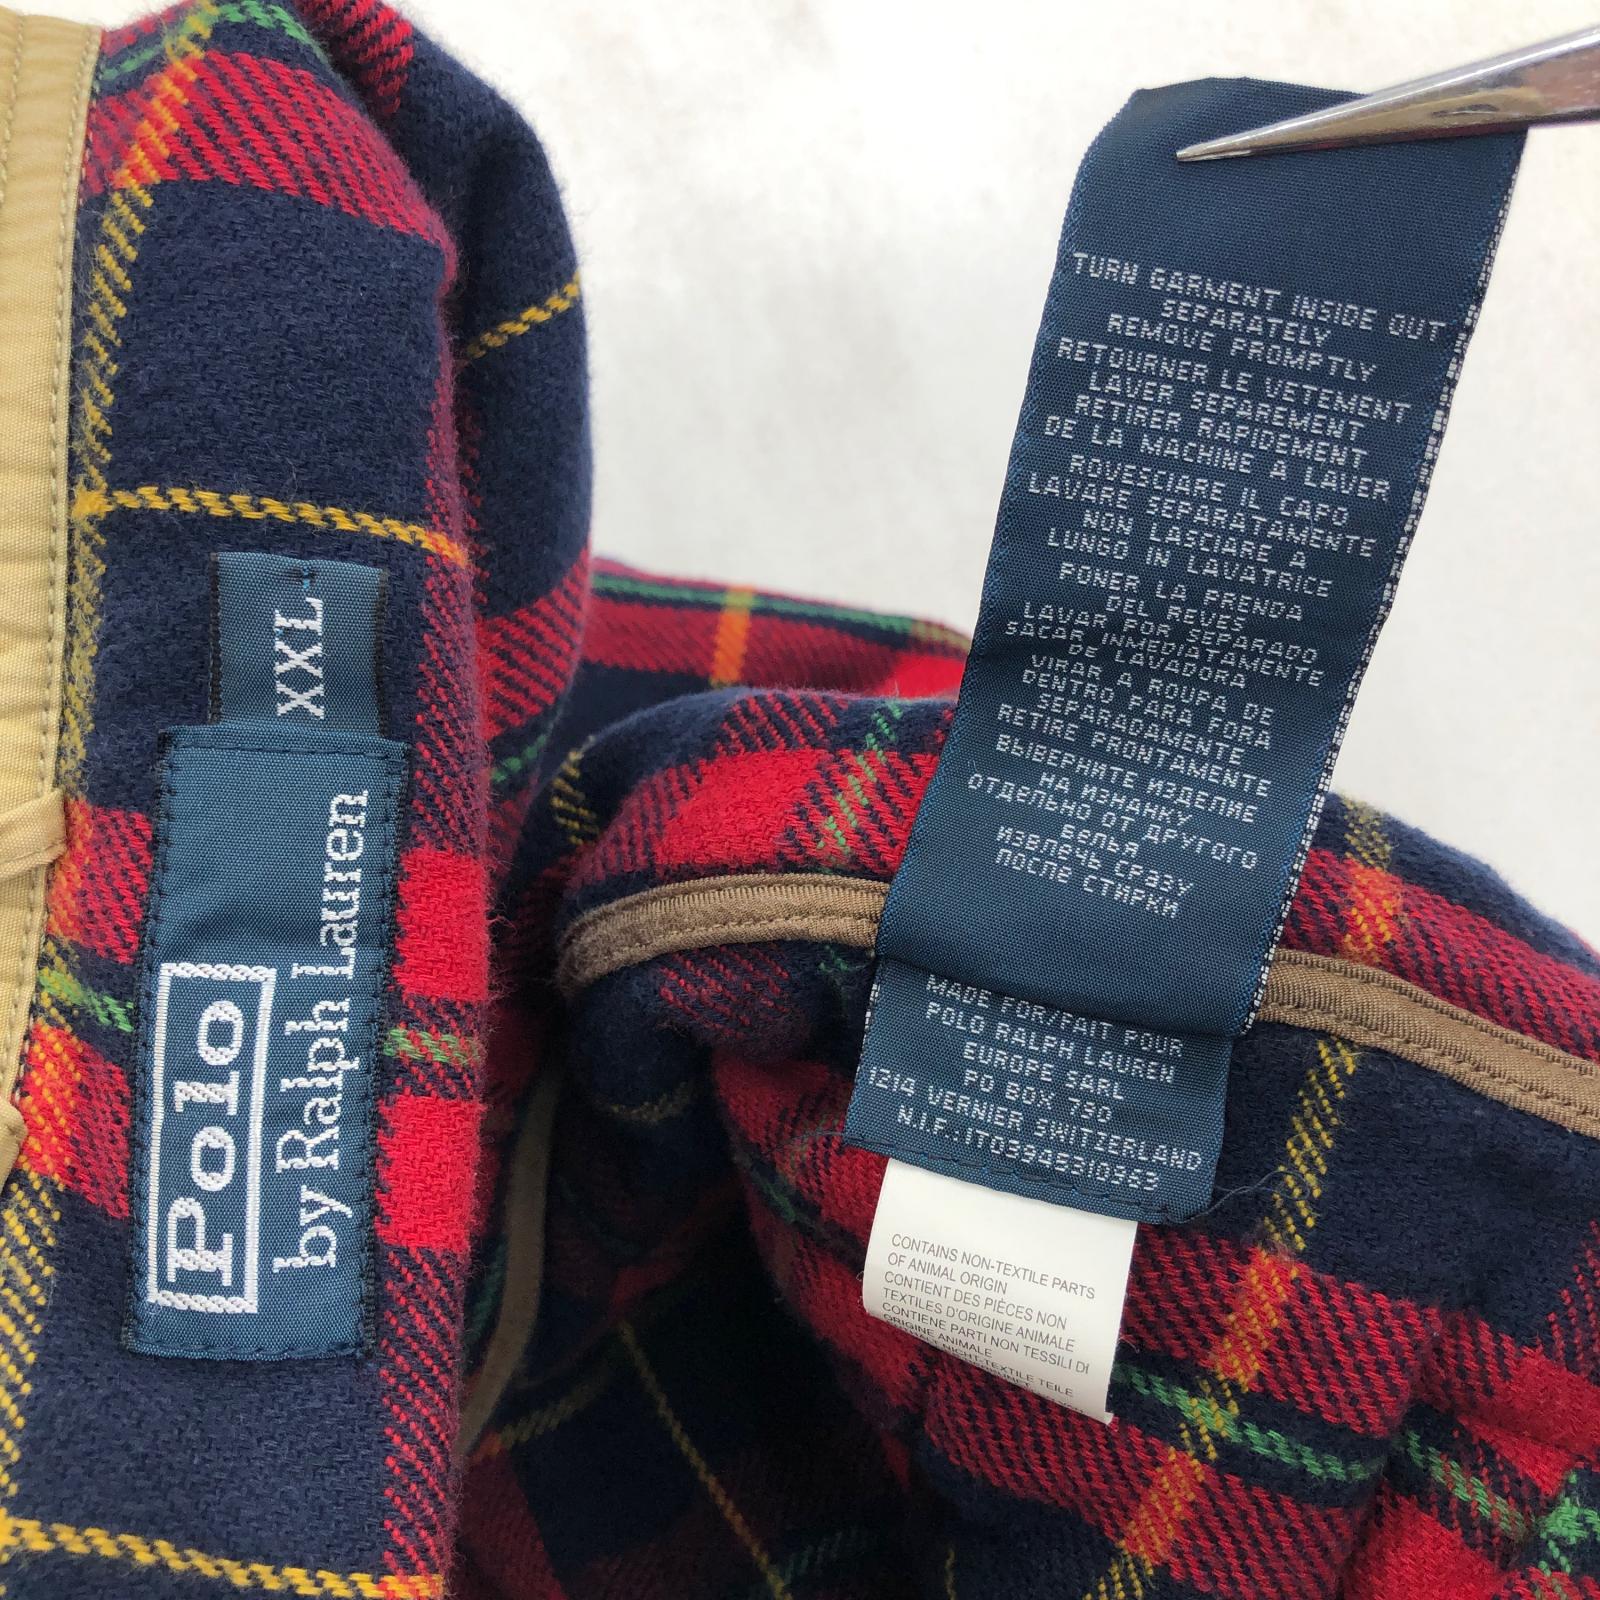 XXL
Polo
by Ralph Lauren
TURN GARMENT INSIDE OUT
SEPARATELY
REMOVE PROMPTLY
RETOURNER LE VETEMENT
LAVER SEPAREMENT
RETIRER RAPIDEMENT
DE LA MACHINE A LAVER
ROVESCIARE IL CAPO
LAVARE SEPARATAMENTE
NON LASCIARE A
LUNGO IN LAVATRICE
PONER LA PRENDA
DEL REVES
LAVAR POR SEPARADO
SACAR INMEDIATAMENTE
DE LAVADORA
VIRAR A ROUPA DE
DENTRO PARA FORA
SEPARADAMENTE
RETIRE PRONTAMENTE
ВЫВЕРНИТЕ ИЗДЕЛИЕ
НА ИЗНАНКУ
ОТДЕЛЬНО ОТ ДРУГОГО
БЕЛЬЯ
ИЗВЛЕЧЬ СРАЗУ
ПОСЛЕ СТИРКИ
MADE FOR/FAIT POUR
POLO RALPH LAUREN
EUROPE SARL
PO BOX 790
1214 VERNIER SWITZERLAND
N.I.F.:IT03945310963
CONTAINS NON-TEXTILE PARTS
OF ANIMAL ORIGIN
CONTIENT DES PIÈCES NON
TEXTILES D'ORIGINE ANIMALE
CONTIENE PARTI NON TESSILI DI
ORIGINE ANIMALE
NICHT-TEXTILE TEILE